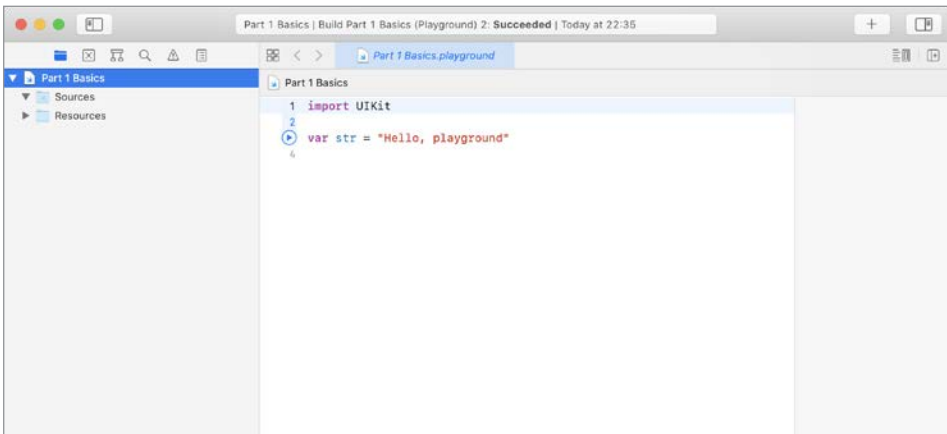 Part 1 Basics | Build Part 1 Basics (Playground) 2: Succeeded | Today at 22:35
Part 1 Basics.playground
Part 1 Basics
Sources
Resources
Part 1 Basics
1 import UIKit
2
var str = "Hello, playground"
4